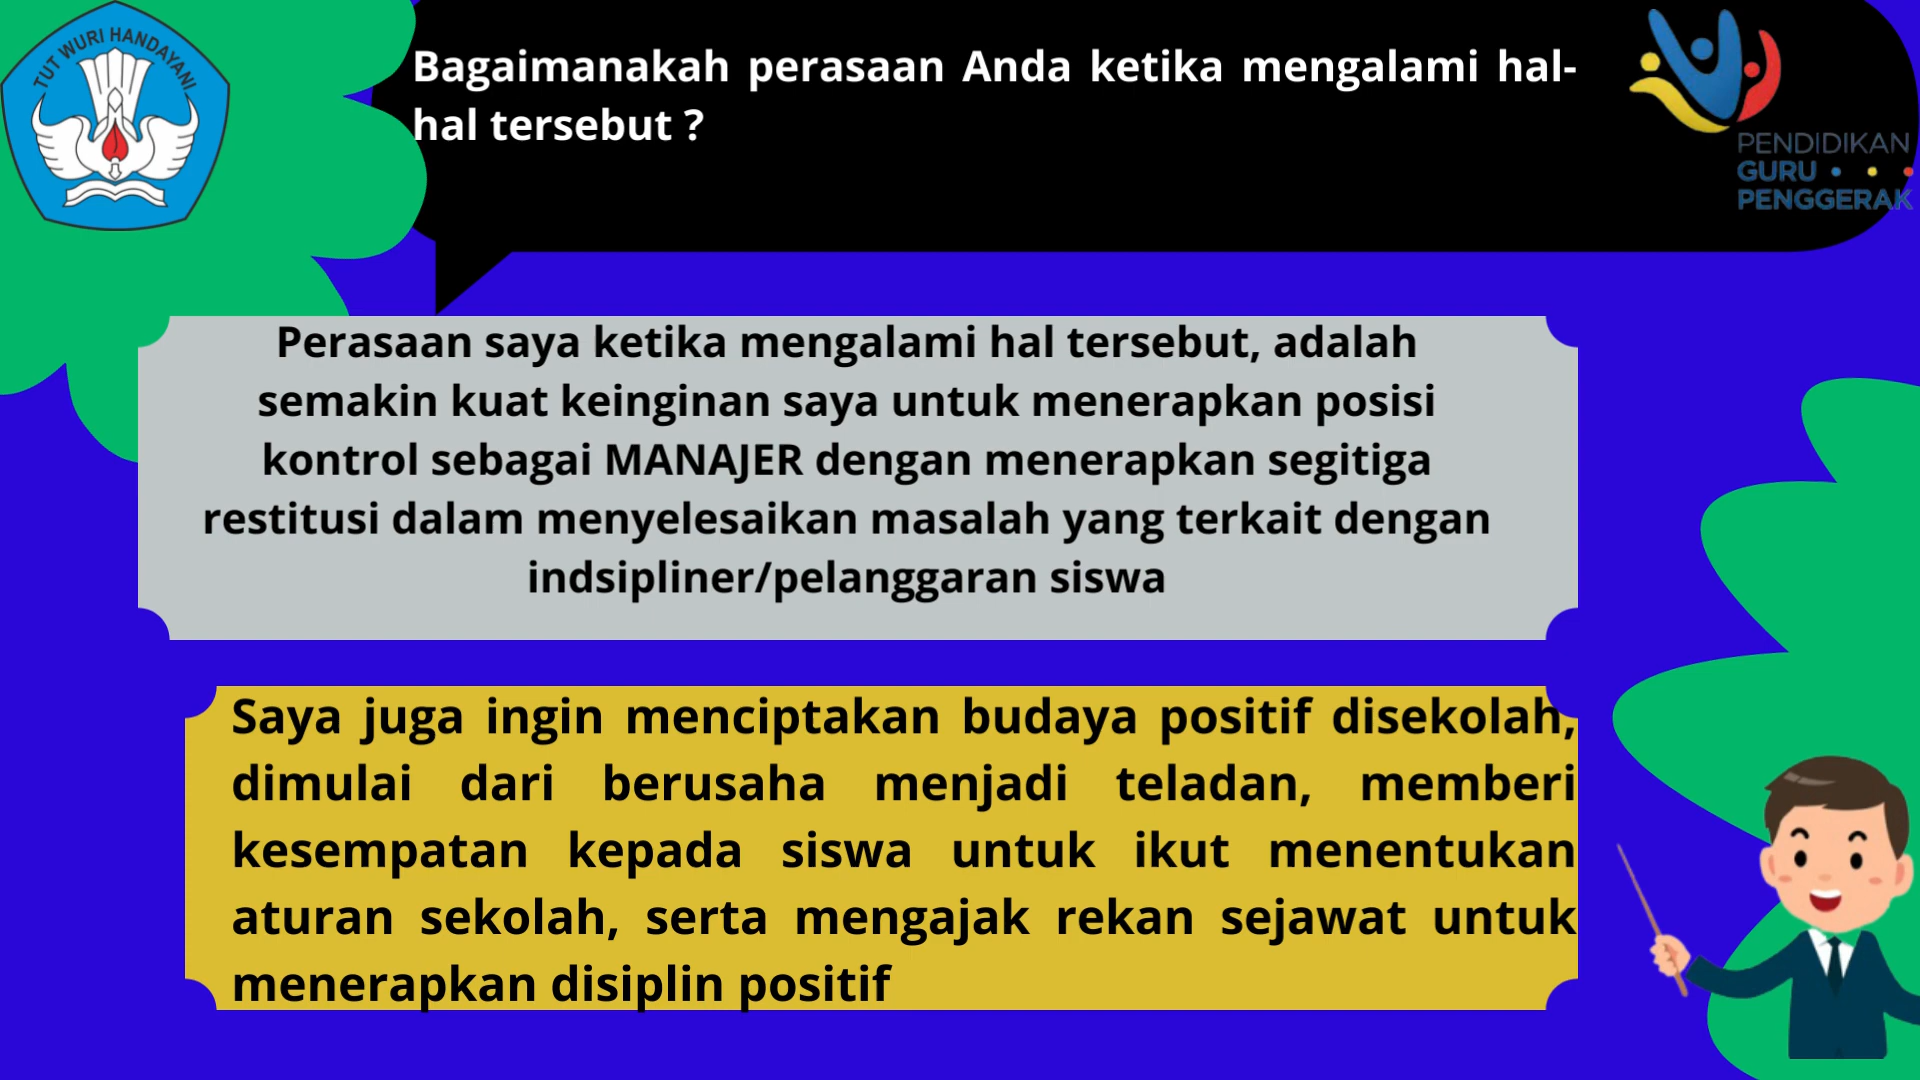 TUT WURI HANDAYANI
Bagaimanakah perasaan Anda ketika mengalami hal-
hal tersebut ?
PENDIDIKAN
GURU
PENGGERAK
Perasaan saya ketika mengalami hal tersebut, adalah
semakin kuat keinginan saya untuk menerapkan posisi
kontrol sebagai MANAJER dengan menerapkan segitiga
restitusi dalam menyelesaikan masalah yang terkait dengan
indsipliner/pelanggaran siswa
Saya juga ingin menciptakan budaya positif disekolah,
dimulai dari berusaha menjadi teladan, memberi
kesempatan kepada siswa untuk ikut menentukan
aturan sekolah, serta mengajak rekan sejawat untuk
menerapkan disiplin positif